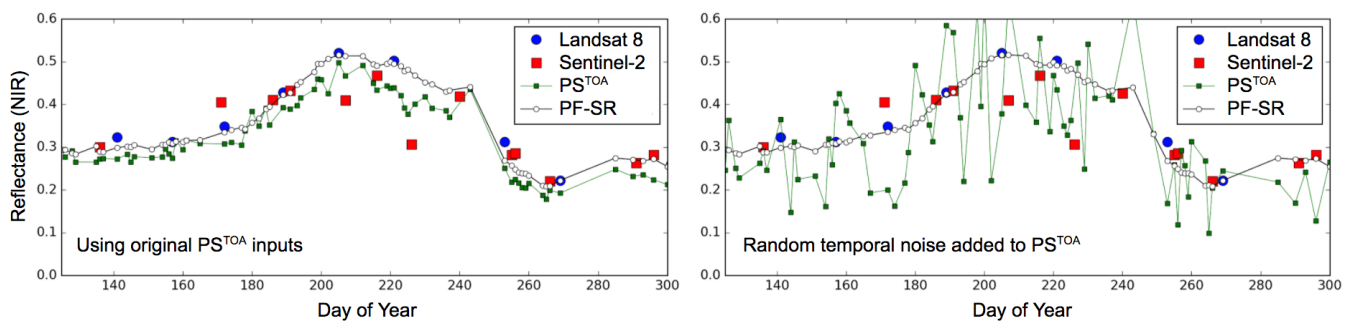 0.6
0.5
0.4
0.3
0.2
0.1
0.0
Reflectance (NIR)
Landsat 8
Sentinel-2
PS^TOA
PF-SR
Using original PS^TOA inputs
140 160 180 200 220 240 260 280 300
Day of Year
0.6
0.5
0.4
0.3
0.2
0.1
0.0
Landsat 8
Sentinel-2
PS^TOA
PF-SR
Random temporal noise added to PS^TOA
140 160 180 200 220 240 260 280 300
Day of Year